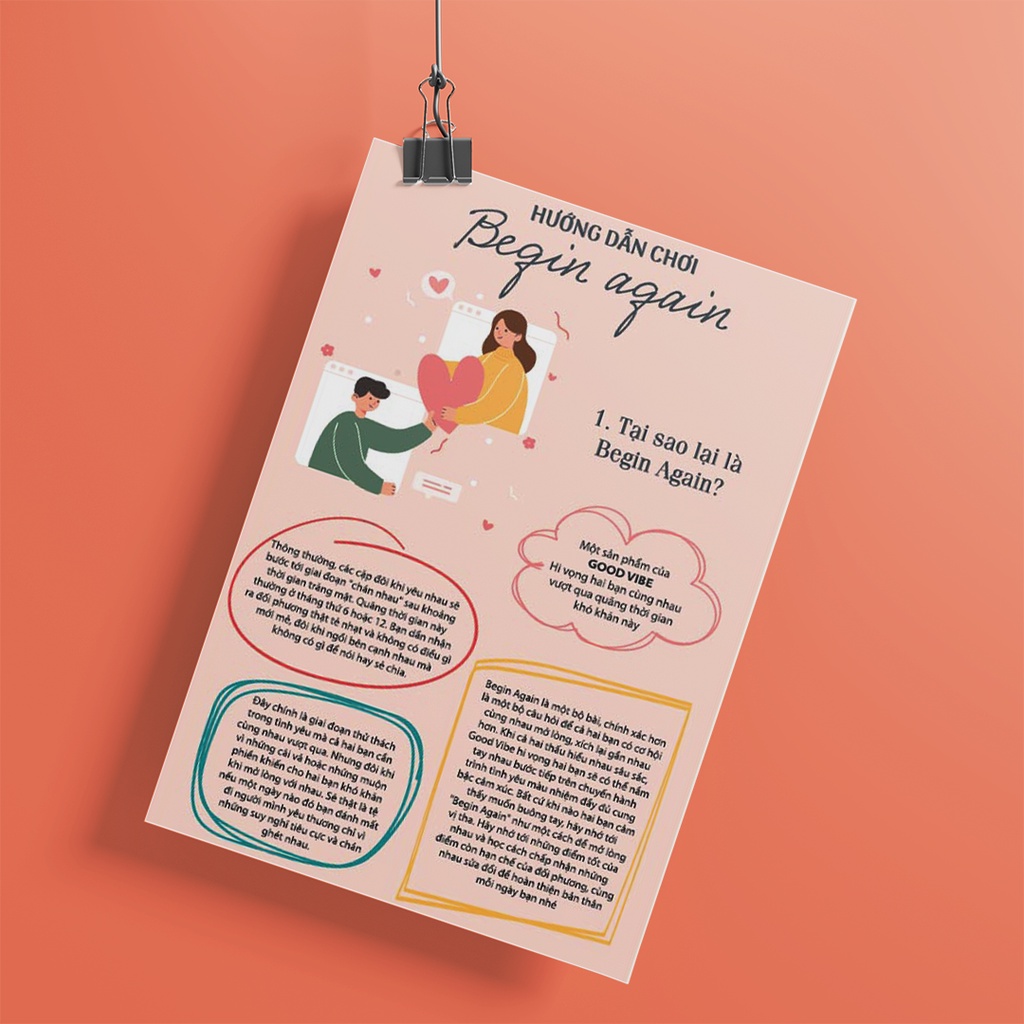 HƯỚNG DẪN CHƠI
Begin again
1. Tại sao lại là
Begin Again?
Thông thường, các cặp đôi khi yêu nhau sẽ
bước tới giai đoạn "chán nhau" sau khoảng
thời gian trăng mật. Quãng thời gian này
thường ở tháng thứ 6 hoặc 12. Bạn dần nhận
ra đối phương thật tẻ nhạt và không có điều gì
mới mẻ, đôi khi ngồi bên cạnh nhau mà
không có gì để nói hay sẻ chia.
Một sản phẩm của
GOOD VIBE
Hi vọng hai bạn cùng nhau
vượt qua quãng thời gian
khó khăn này
Đây chính là giai đoạn thử thách
trong tình yêu mà cả hai bạn cần
cùng nhau vượt qua. Nhưng đôi khi
vì những cái vả hoặc những muộn
phiền khiến cho hai bạn khó khăn
khi mở lòng với nhau. Sẽ thật là tệ
nếu một ngày nào đó bạn đánh mất
đi người mình yêu thương chỉ vì
những suy nghĩ tiêu cực và chán
ghét nhau.
Begin Again là một bộ bài, chính xác hơn
là một bộ câu hỏi để cả hai bạn có cơ hội
cùng nhau mở lòng, xích lại gần nhau
hơn. Khi cả hai thấu hiểu nhau sâu sắc
Good Vibe hi vọng hai bạn sẽ có thể nắm
tay nhau bước tiếp trên chuyến hành
trình tình yêu màu nhiệm đầy đủ cung
bậc cảm xúc. Bất cứ khi nào hai bạn cảm
thấy muốn buông tay, hãy nhớ tới
"Begin Again" như một cách để mở lòng
vị tha. Hãy nhớ tới những điểm tốt của
nhau và học cách chấp nhận những
điểm còn hạn chế của đối phương, cùng
nhau sửa đổi để hoàn thiện bản thân
mỗi ngày bạn nhé